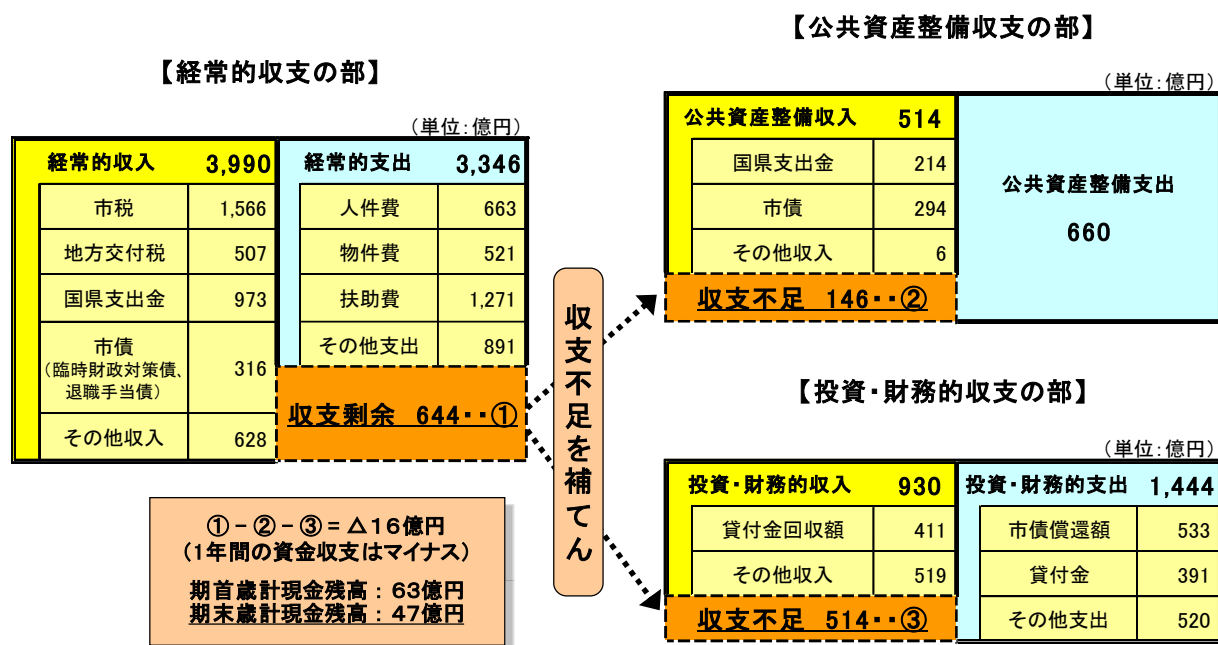 【経常的収支の部】
(単位:億円)
経常的収入 3,990 経常的支出 3,346
市税 1,566 人件費 663
地方交付税 507 物件費 521
国県支出金 973 扶助費 1,271
市債
(臨時財政対策債、
退職手当債)
316
その他支出 891
その他収入 628
収支剰余 644・・①
①-②-③=△16億円
(1年間の資金収支はマイナス)
期首歳計現金残高:63億円
期末歳計現金残高:47億円
収支不足を補てん
【公共資産整備収支の部】
(単位:億円)
公共資産整備収入 514
国県支出金 214
市債 294
その他収入 6
収支不足 146・・②
公共資産整備支出
660
【投資・財務的収支の部】
(単位:億円)
投資・財務的収入 930 投資・財務的支出 1,444
貸付金回収額 411 市債償還額 533
その他収入 519 貸付金 391
収支不足 514・・③ その他支出 520